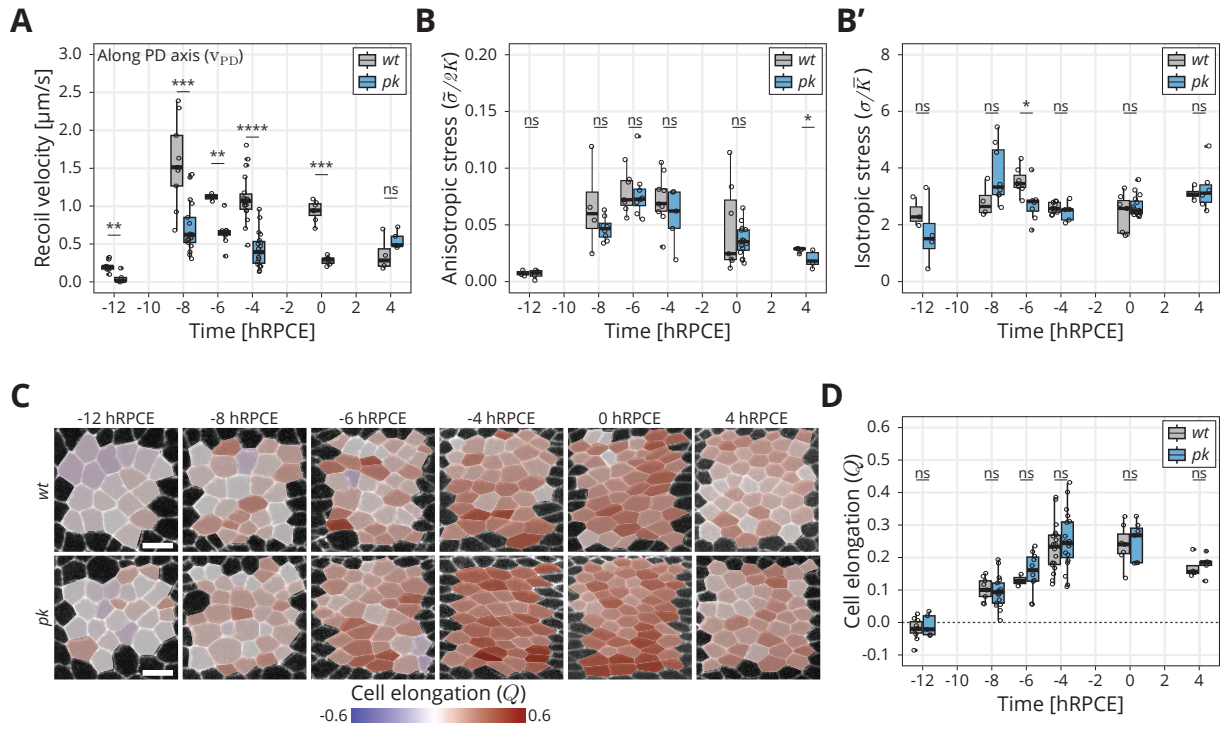 A
Along PD axis (vPD)
wt
pk
Recoil velocity [µm/s]
3.0
2.5
2.0
1.5
1.0
0.5
0.0
**
***
**
****
***
ns
-12 -10 -8 -6 -4 -2 0 2 4
Time [hRPCE]
B
wt
pk
Anisotropic stress (σ̃/2K)
0.20
0.15
0.10
0.05
0.00
ns
ns
ns
ns
ns
*
-12 -10 -8 -6 -4 -2 0 2 4
Time [hRPCE]
B’
wt
pk
Isotropic stress (σ/K̅)
8
6
4
2
0
ns
ns
*
ns
ns
ns
-12 -10 -8 -6 -4 -2 0 2 4
Time [hRPCE]
C
-12 hRPCE -8 hRPCE -6 hRPCE -4 hRPCE 0 hRPCE 4 hRPCE
wt
pk
Cell elongation (Q)
-0.6 0.6
D
wt
pk
Cell elongation (Q)
0.6
0.5
0.4
0.3
0.2
0.1
0.0
-0.1
ns
ns
ns
ns
ns
ns
-12 -10 -8 -6 -4 -2 0 2 4
Time [hRPCE]